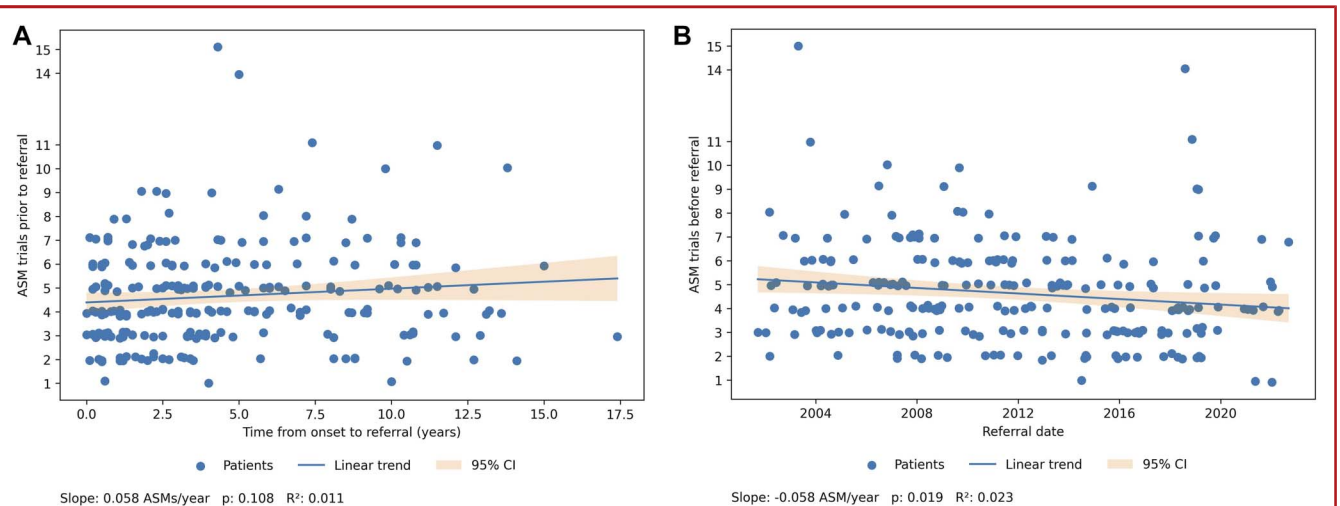 A
ASM trials prior to referral
15
14
11
10
9
8
7
6
5
4
3
2
1
0.0 2.5 5.0 7.5 10.0 12.5 15.0 17.5
Time from onset to referral (years)
Patients Linear trend 95% CI
Slope: 0.058 ASMs/year p: 0.108 R²: 0.011
B
ASM trials before referral
15
14
11
10
9
8
7
6
5
4
3
2
1
2004 2008 2012 2016 2020
Referral date
Patients Linear trend 95% CI
Slope: -0.058 ASM/year p: 0.019 R²: 0.023